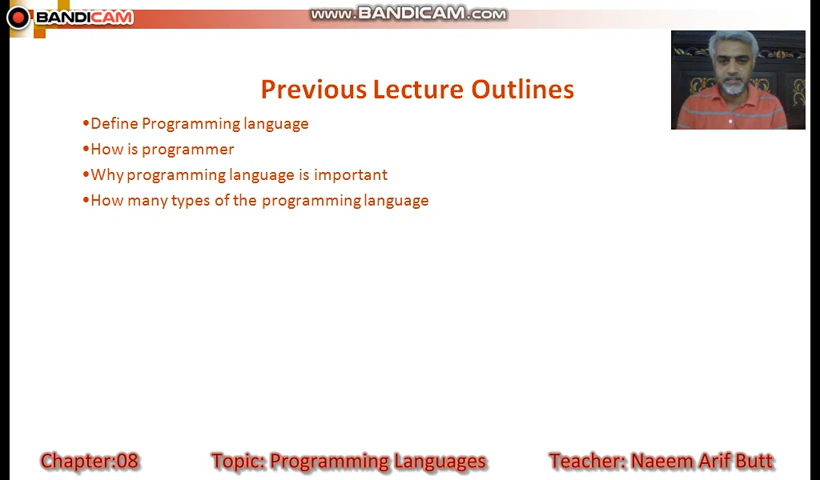 BANDICAM
www.BANDICAM.com
Previous Lecture Outlines
•Define Programming language
•How is programmer
•Why programming language is important
•How many types of the programming language
Chapter:08 Topic: Programming Languages Teacher: Naeem Arif Butt